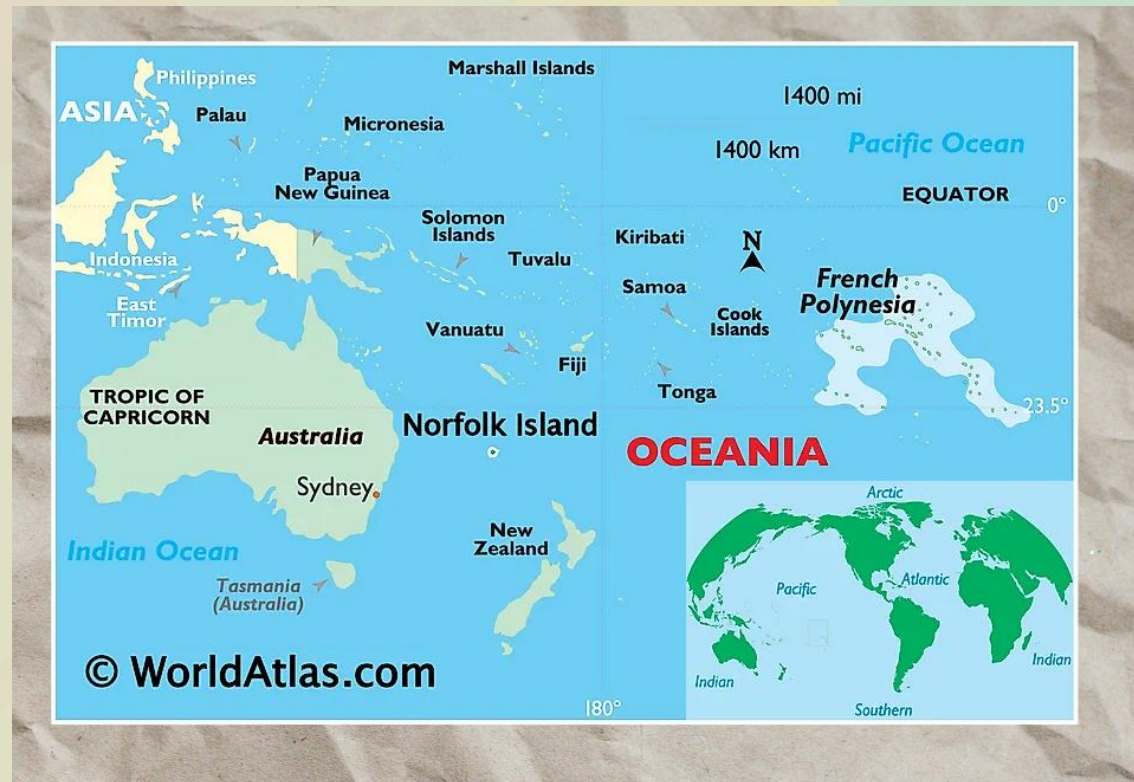 Marshall Islands
Philippines
1400 mi
ASIA
Palau
Micronesia
Pacific Ocean
1400 km
Papua
New Guinea
EQUATOR
0°
Solomon
Islands
Kiribati
N
Indonesia
Tuvalu
French
Polynesia
East
Timor
Samoa
Cook
Islands
Vanuatu
Fiji
Tonga
TROPIC OF
CAPRICORN
23.5°
Norfolk Island
Australia
OCEANIA
Sydney
Arctic
New
Zealand
Indian Ocean
Tasmania
(Australia)
Pacific
Atlantic
Indian
Indian
© WorldAtlas.com
180°
Southern